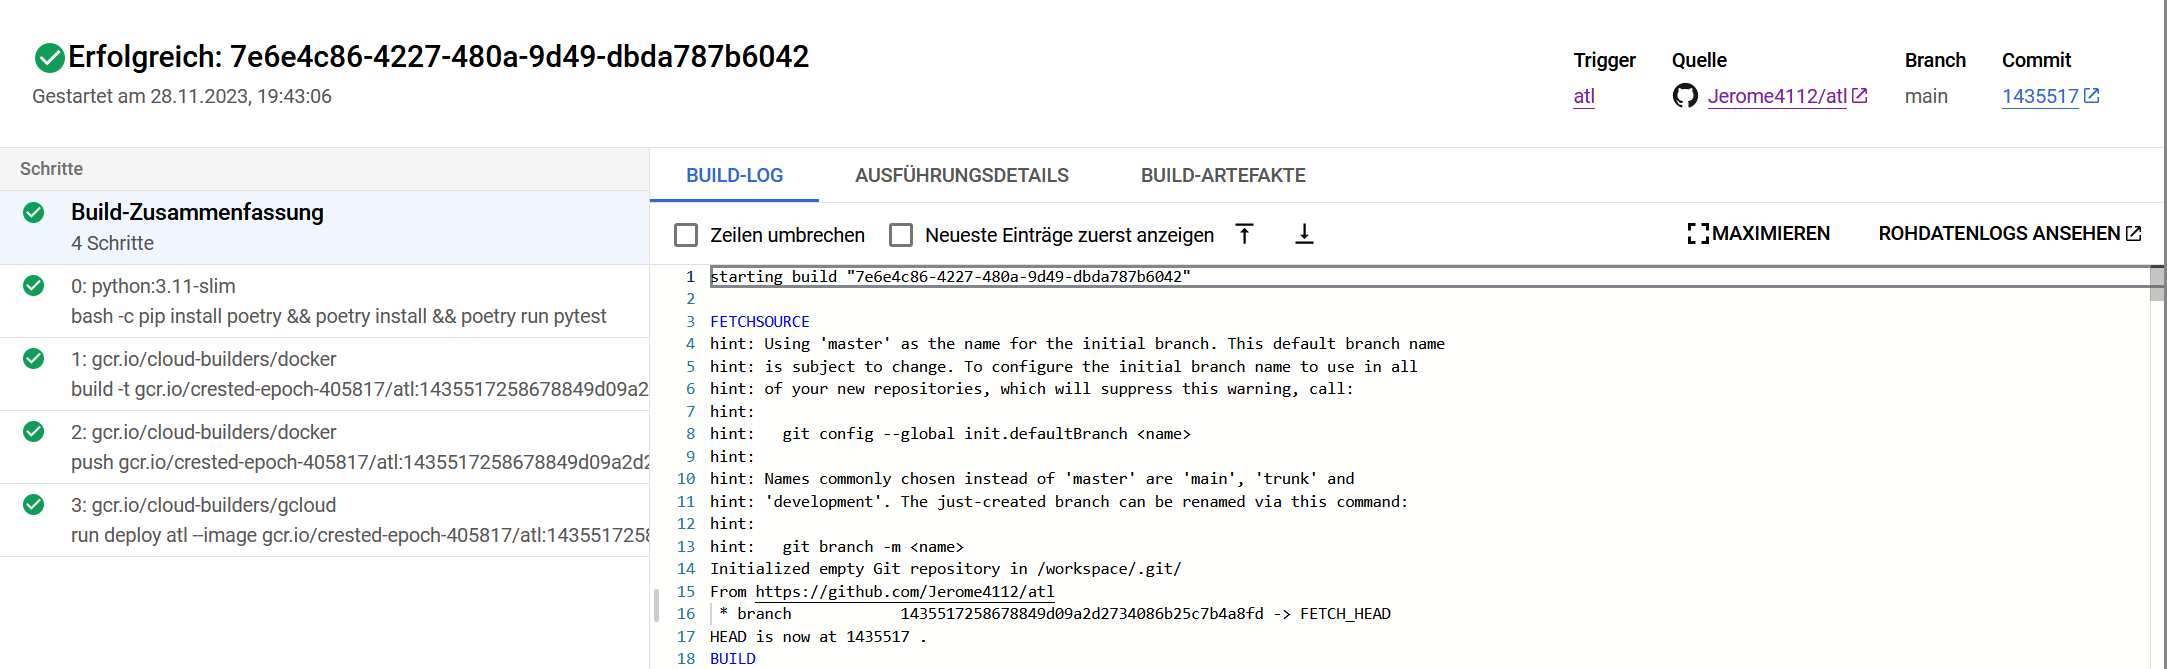 Erfolgreich: 7e6e4c86-4227-480a-9d49-dbda787b6042
Gestartet am 28.11.2023, 19:43:06
Trigger
atl
Quelle
Jerome4112/atl
Branch
main
Commit
1435517
Schritte
Build-Zusammenfassung
4 Schritte
0: python:3.11-slim
bash -c pip install poetry && poetry install && poetry run pytest
1: gcr.io/cloud-builders/docker
build -t gcr.io/crested-epoch-405817/atl:1435517258678849d09a2
2: gcr.io/cloud-builders/docker
push gcr.io/crested-epoch-405817/atl:1435517258678849d09a2d2
3: gcr.io/cloud-builders/gcloud
run deploy atl --image gcr.io/crested-epoch-405817/atl:143551725
BUILD-LOG
AUSFÜHRUNGSDETAILS
BUILD-ARTEFAKTE
Zeilen umbrechen
Neueste Einträge zuerst anzeigen
MAXIMIEREN
ROHDATENLOGS ANSEHEN
1 starting build "7e6e4c86-4227-480a-9d49-dbda787b6042"
2
3 FETCHSOURCE
4 hint: Using 'master' as the name for the initial branch. This default branch name
5 hint: is subject to change. To configure the initial branch name to use in all
6 hint: of your new repositories, which will suppress this warning, call:
7 hint:
8 hint:   git config --global init.defaultBranch <name>
9 hint:
10 hint: Names commonly chosen instead of 'master' are 'main', 'trunk' and
11 hint: 'development'. The just-created branch can be renamed via this command:
12 hint:
13 hint:   git branch -m <name>
14 Initialized empty Git repository in /workspace/.git/
15 From https://github.com/Jerome4112/atl
16  * branch            1435517258678849d09a2d2734086b25c7b4a8fd -> FETCH_HEAD
17 HEAD is now at 1435517 .
18 BUILD